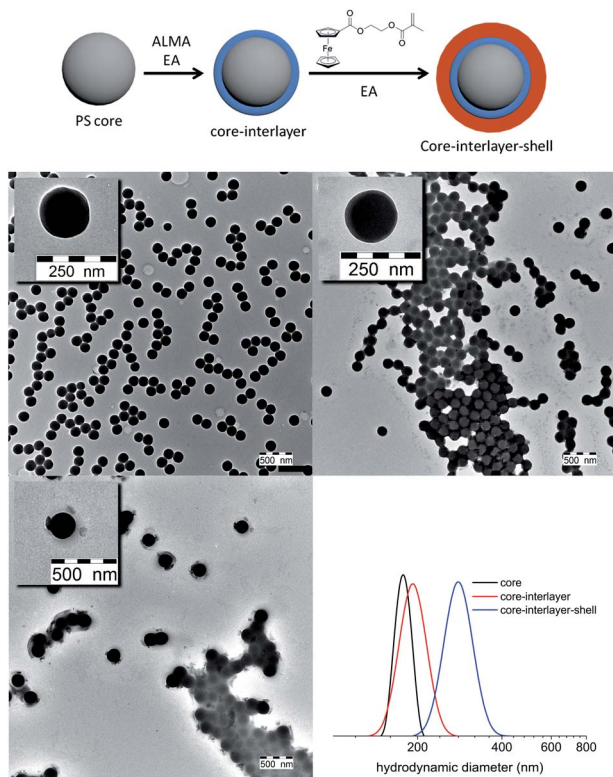 ALMA
EA
O
O
O
O
Fe
EA
PS core
core-interlayer
Core-interlayer-shell
250 nm
500 nm
250 nm
500 nm
500 nm
500 nm
core
core-interlayer
core-interlayer-shell
200 400 600 800
hydrodynamic diameter (nm)